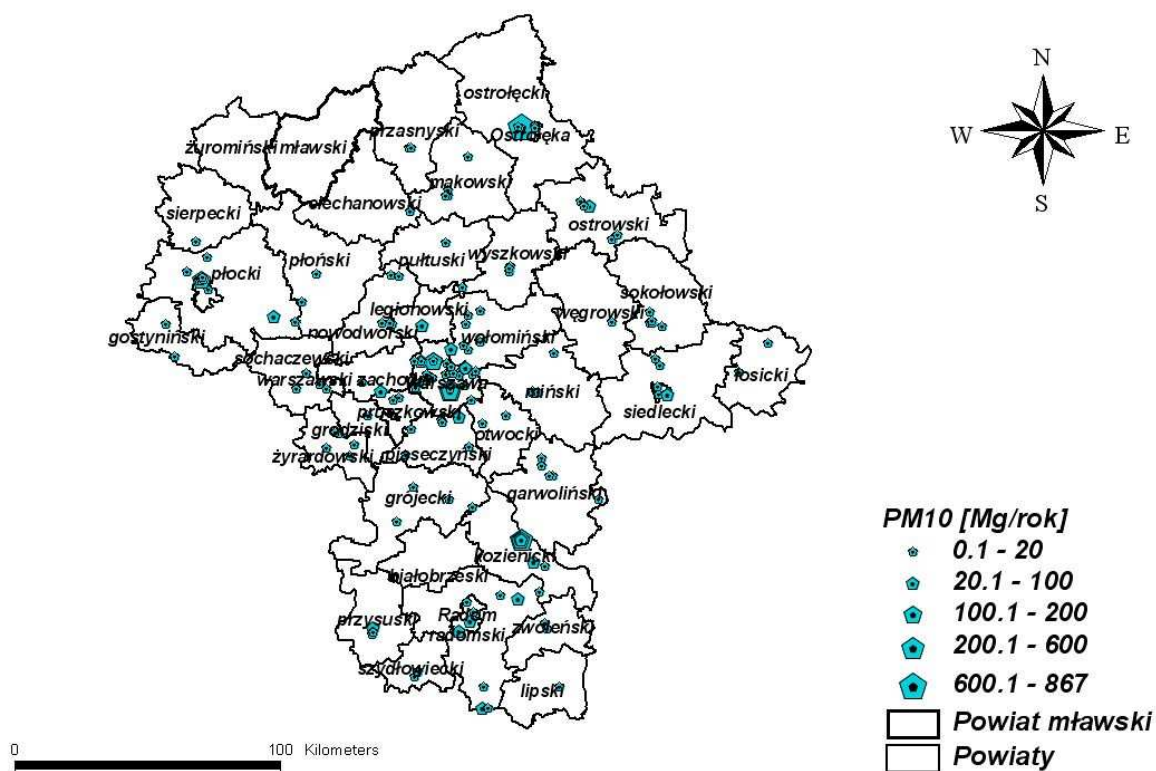 N
W
E
S
ostrołęcki
Ostrołęka
przasnyski
żuromiński
mławski
makowski
ciechanowski
sierpecki
ostrowski
płocki
płoński
pułtuski
wyszkowski
sokołowski
legionowski
węgrowski
gostyniński
nowodworski
wołomiński
sochaczewski
łosicki
warszawski zachodni
Warszawa
miński
siedlecki
pruszkowski
grodziski
otwocki
żyrardowski
piaseczyński
grójecki
garwoliński
kozienicki
białobrzeski
przysuski
Radom
radomski
zwoleński
szydłowiecki
lipski
PM10 [Mg/rok]
0.1 - 20
20.1 - 100
100.1 - 200
200.1 - 600
600.1 - 867
Powiat mławski
Powiaty
0
100 Kilometers